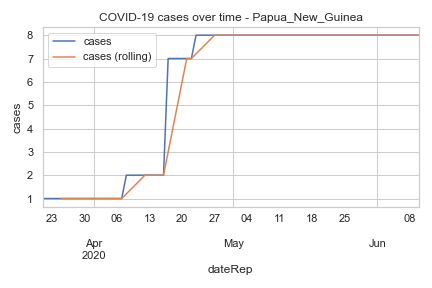 COVID-19 cases over time - Papua_New_Guinea
cases
cases (rolling)
8
7
6
5
4
3
2
1
cases
23 30 06 13 20 27 04 11 18 25 08
Apr May Jun
2020
dateRep